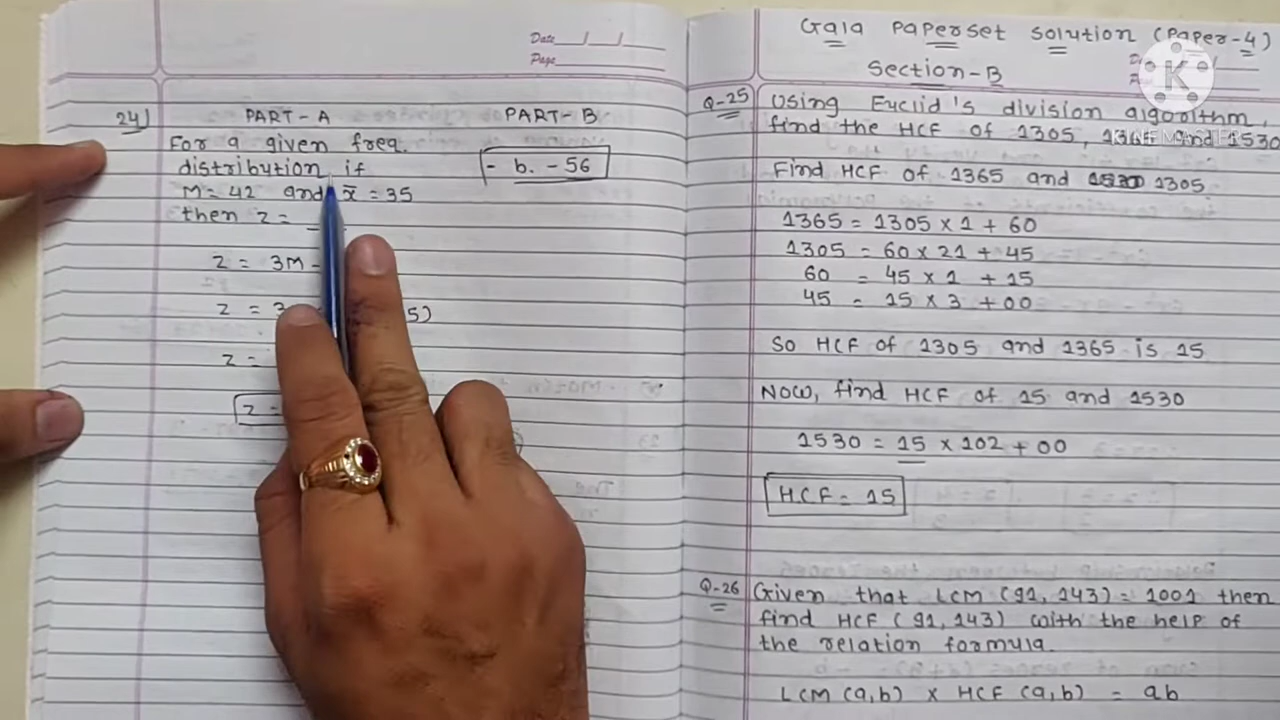 Date / /
Page
24)
PART-A PART-B
For a given freq.
distribution if - b. - 56
M = 42 and x̄ = 35
then z =
z = 3M -
z = 3 5)
z =
z -
Gala Paperset solution (Paper-4)
Section-B
K
KINEMASTER
Q-25 Using Euclid's division algorithm,
find the HCF of 1305, 1365 and 1530
Find HCF of 1365 and 1305
1365 = 1305 × 1 + 60
1305 = 60 × 21 + 45
60 = 45 × 1 + 15
45 = 15 × 3 + 00
So HCF of 1305 and 1365 is 15
Now, find HCF of 15 and 1530
1530 = 15 × 102 + 00
HCF = 15
Q-26 Given that LCM (91, 143) = 1001 then
find HCF (91, 143) with the help of
the relation formula.
LCM (a,b) × HCF (a,b) = ab